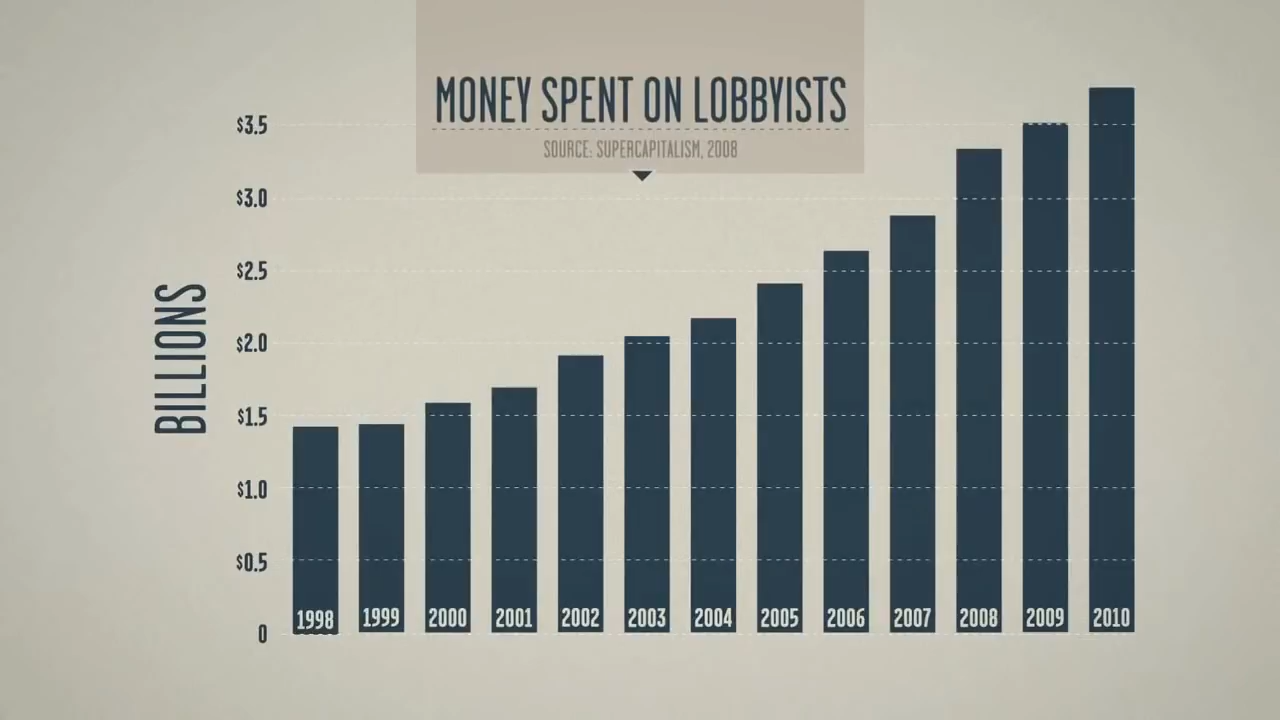 MONEY SPENT ON LOBBYISTS
SOURCE: SUPERCAPITALISM, 2008
BILLIONS
$3.5
$3.0
$2.5
$2.0
$1.5
$1.0
$0.5
0
1998 1999 2000 2001 2002 2003 2004 2005 2006 2007 2008 2009 2010